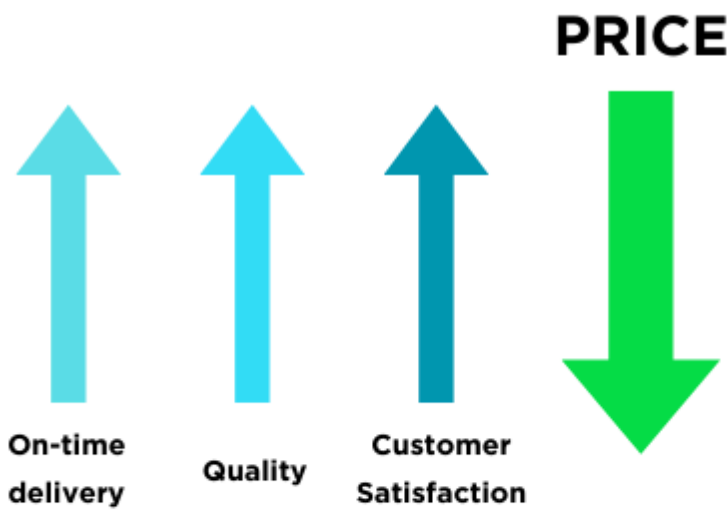 PRICE
On-time
delivery
Quality
Customer
Satisfaction